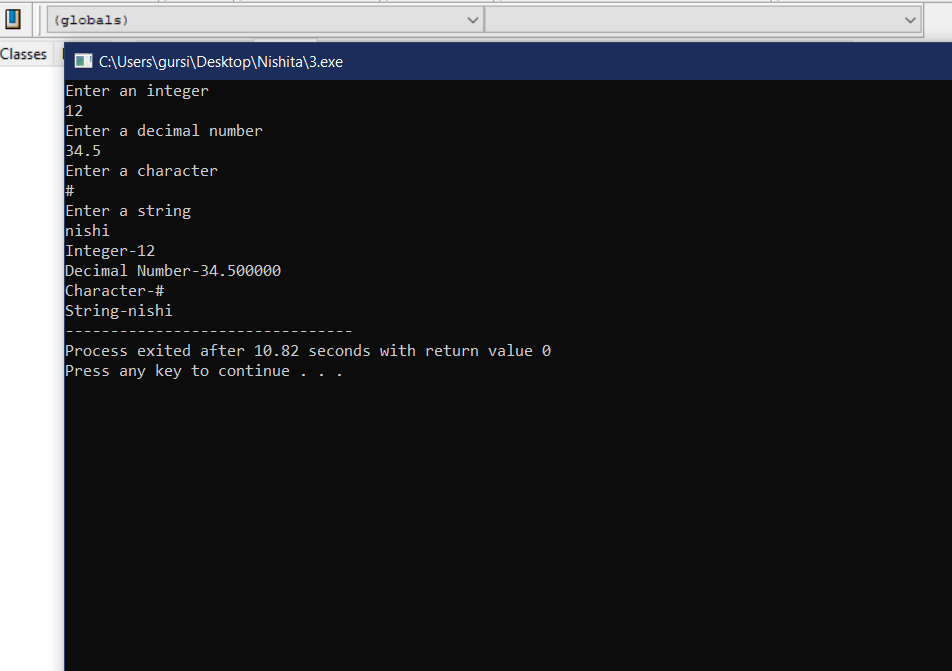 (globals)
Classes
C:\Users\gursi\Desktop\Nishita\3.exe
Enter an integer
12
Enter a decimal number
34.5
Enter a character
#
Enter a string
nishi
Integer-12
Decimal Number-34.500000
Character-#
String-nishi
--------------------------------
Process exited after 10.82 seconds with return value 0
Press any key to continue . . .